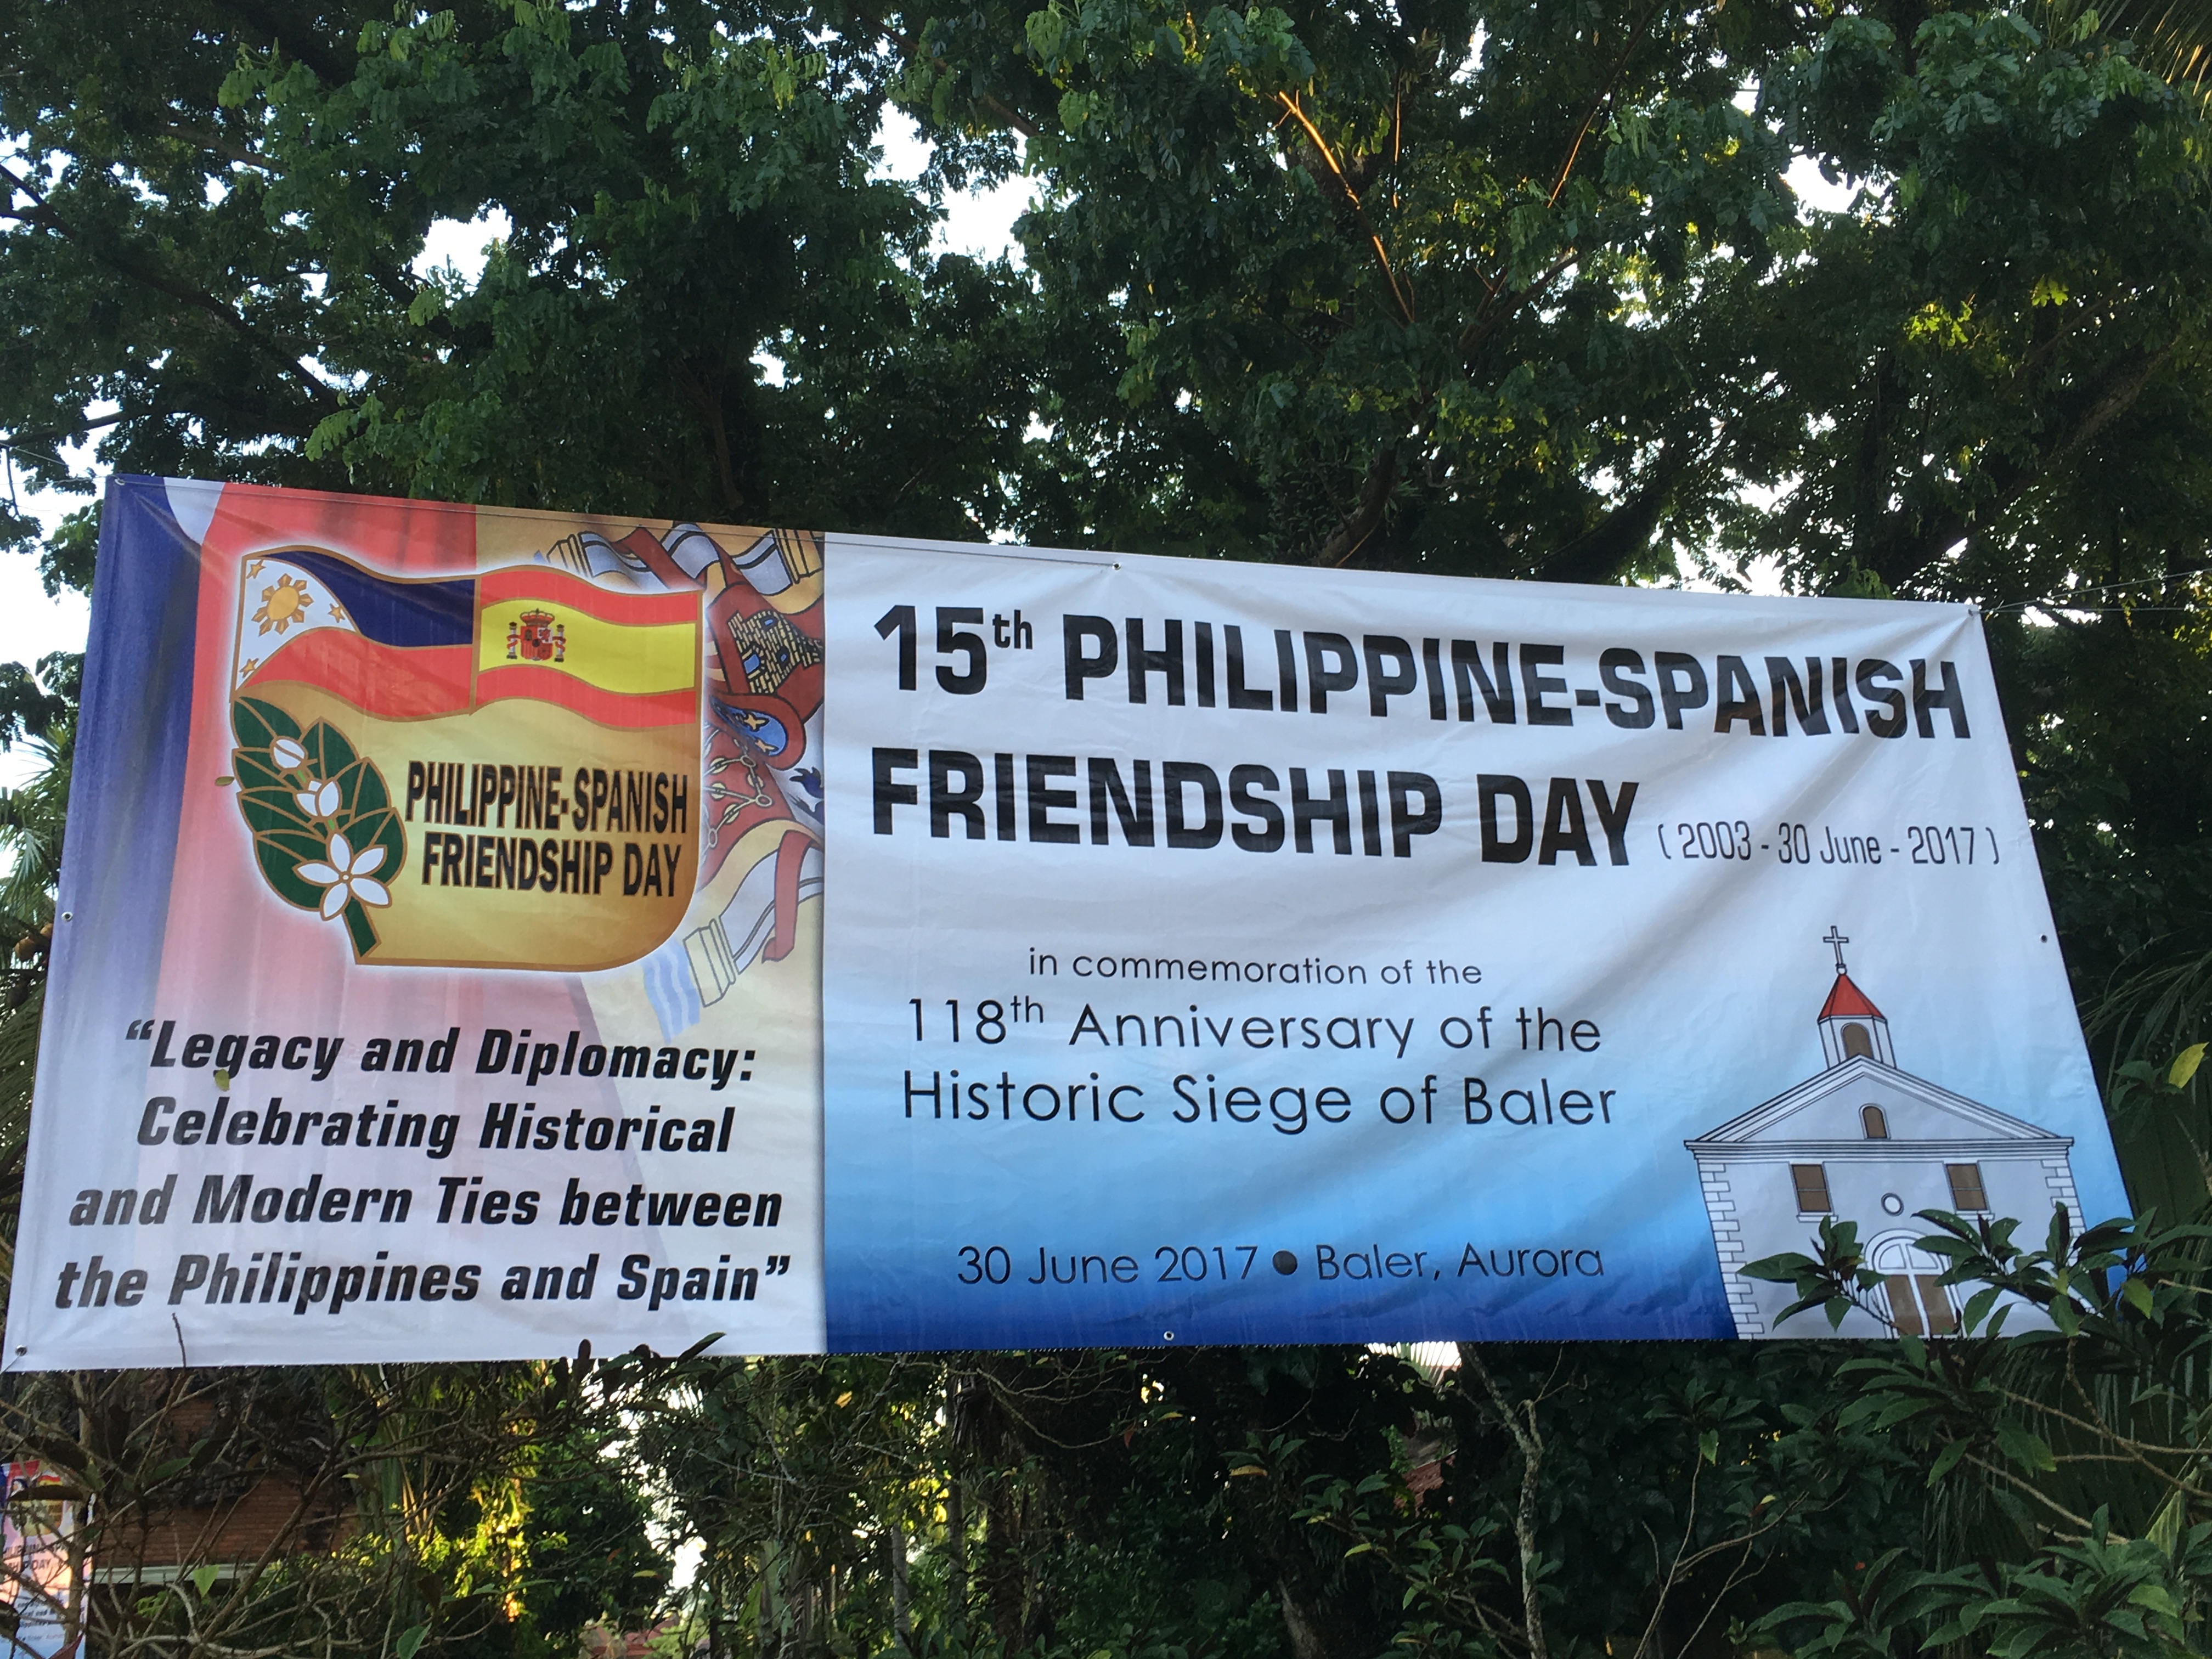 PHILIPPINE-SPANISH
FRIENDSHIP DAY
“Legacy and Diplomacy:
Celebrating Historical
and Modern Ties between
the Philippines and Spain”
15th PHILIPPINE-SPANISH
FRIENDSHIP DAY ( 2003 - 30 June - 2017 )
in commemoration of the
118th Anniversary of the
Historic Siege of Baler
30 June 2017 ● Baler, Aurora